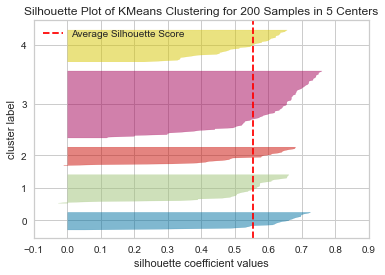 Silhouette Plot of KMeans Clustering for 200 Samples in 5 Centers
Average Silhouette Score
cluster label
4
3
2
1
0
-0.1 0.0 0.1 0.2 0.3 0.4 0.5 0.6 0.7 0.8 0.9
silhouette coefficient values